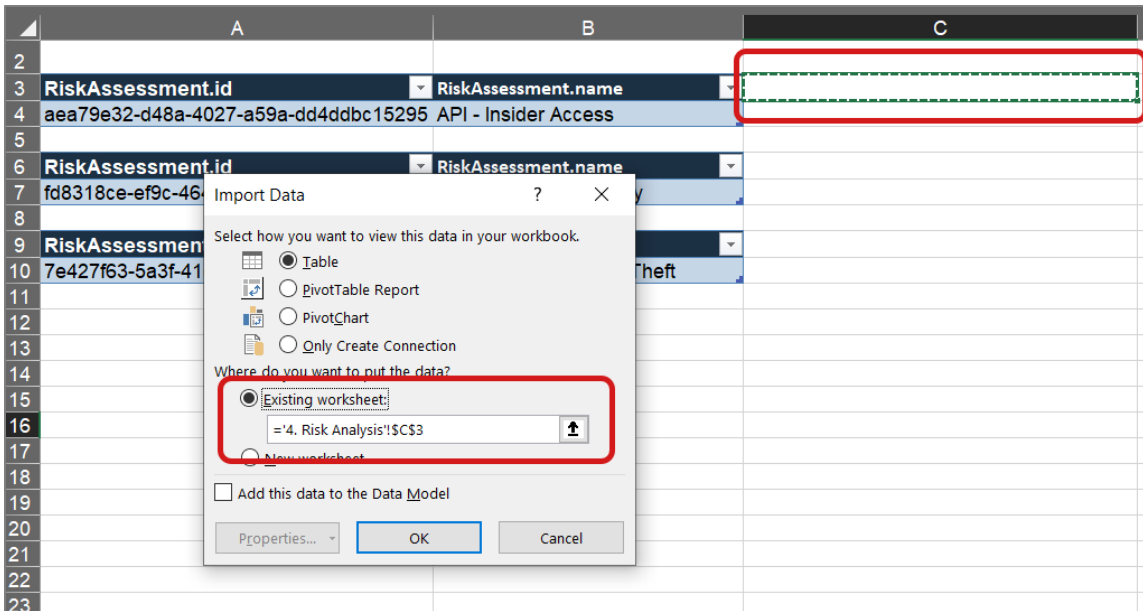 A B C
2
3 RiskAssessment.id RiskAssessment.name
4 aea79e32-d48a-4027-a59a-dd4ddbc15295 API - Insider Access
5
6 RiskAssessment.id RiskAssessment.name
7 fd8318ce-ef9c-464 y
8
9 RiskAssessment
10 7e427f63-5a3f-41 Theft
11
12
13
14
15
16
17
18
19
20
21
22
23
Import Data ? ×
Select how you want to view this data in your workbook.
Table
PivotTable Report
PivotChart
Only Create Connection
Where do you want to put the data?
Existing worksheet:
='4. Risk Analysis'!$C$3
New worksheet
Add this data to the Data Model
Properties... OK Cancel